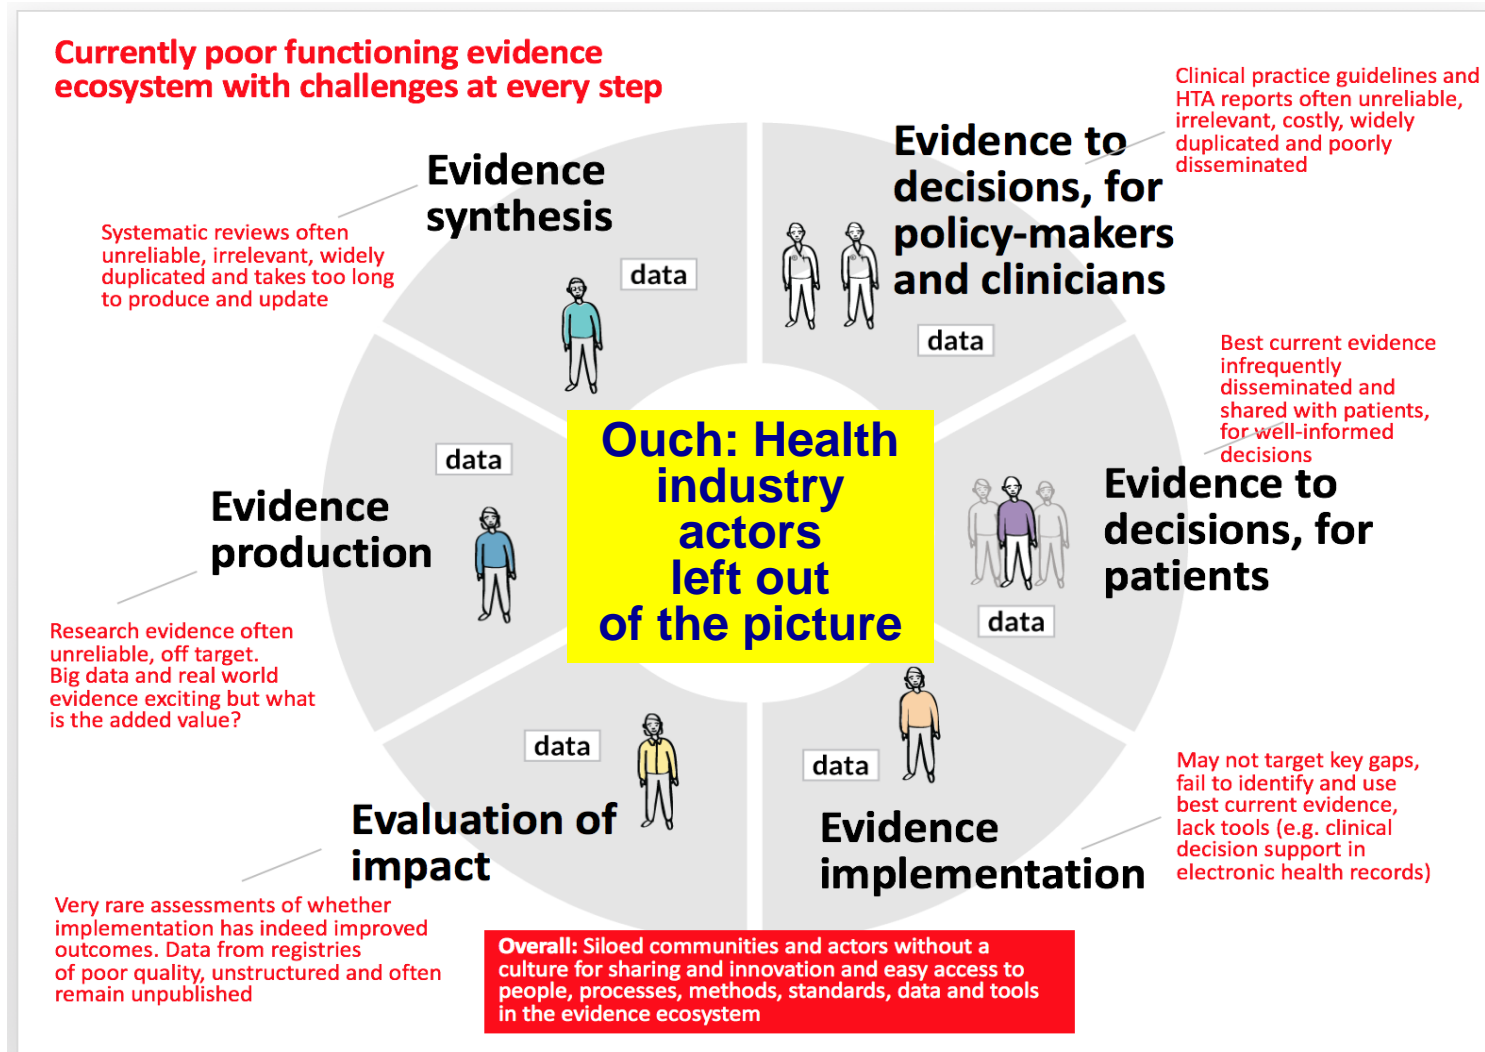 Currently poor functioning evidence
ecosystem with challenges at every step
Clinical practice guidelines and
HTA reports often unreliable,
irrelevant, costly, widely
duplicated and poorly
disseminated
Evidence
synthesis
Evidence to
decisions, for
policy-makers
and clinicians
Systematic reviews often
unreliable, irrelevant, widely
duplicated and takes too long
to produce and update
data
data
Best current evidence
infrequently
disseminated and
shared with patients,
for well-informed
decisions
Ouch: Health
industry
actors
left out
of the picture
data
Evidence
production
Evidence to
decisions, for
patients
data
Research evidence often
unreliable, off target.
Big data and real world
evidence exciting but what
is the added value?
data
data
May not target key gaps,
fail to identify and use
best current evidence,
lack tools (e.g. clinical
decision support in
electronic health records)
Evaluation of
impact
Evidence
implementation
Very rare assessments of whether
implementation has indeed improved
outcomes. Data from registries
of poor quality, unstructured and often
remain unpublished
Overall: Siloed communities and actors without a
culture for sharing and innovation and easy access to
people, processes, methods, standards, data and tools
in the evidence ecosystem